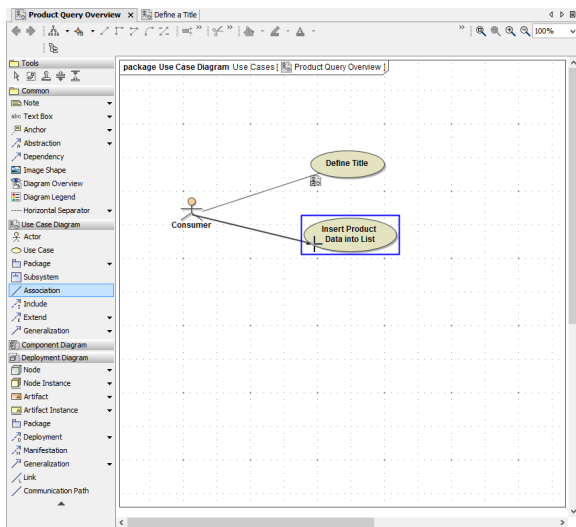 Product Query Overview
Define a Title
100%
Tools
package Use Case Diagram Use Cases [ Product Query Overview ]
Common
Note
abc Text Box
Anchor
Abstraction
Dependency
Image Shape
Diagram Overview
Diagram Legend
Horizontal Separator
Use Case Diagram
Actor
Use Case
Package
Subsystem
Association
Include
Extend
Generalization
Component Diagram
Deployment Diagram
Node
Node Instance
Artifact
Artifact Instance
Package
Deployment
Manifestation
Generalization
Link
Communication Path
Define Title
Consumer
Insert Product
Data into List